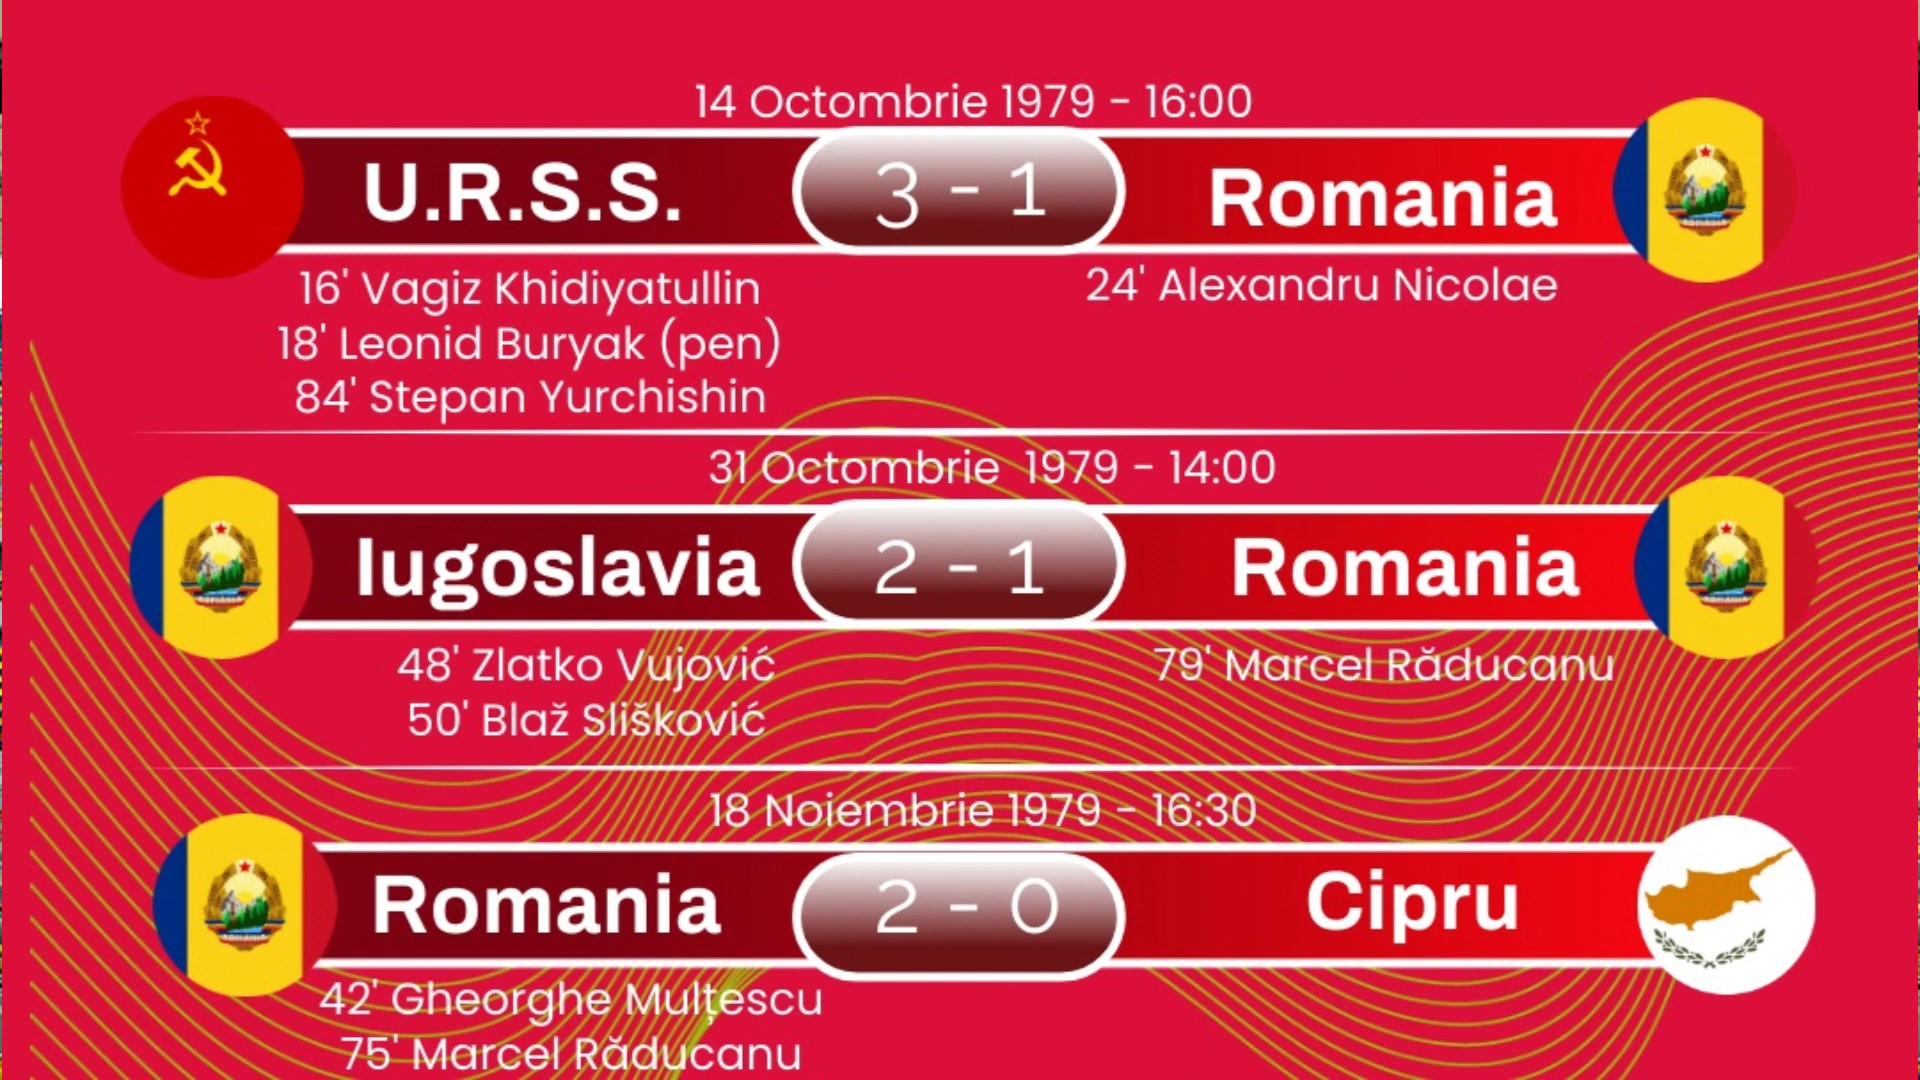 14 Octombrie 1979 - 16:00
U.R.S.S. 3 - 1 Romania
16' Vagiz Khidiyatullin 24' Alexandru Nicolae
18' Leonid Buryak (pen)
84' Stepan Yurchishin
31 Octombrie 1979 - 14:00
Iugoslavia 2 - 1 Romania
48' Zlatko Vujović 79' Marcel Răducanu
50' Blaž Slišković
18 Noiembrie 1979 - 16:30
Romania 2 - 0 Cipru
42' Gheorghe Mulțescu
75' Marcel Răducanu